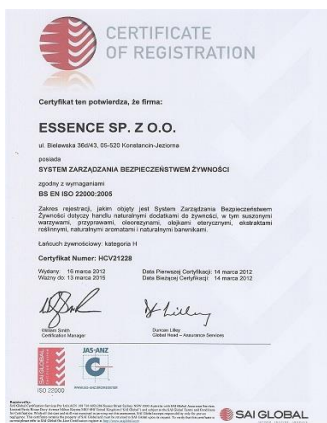 CERTIFICATE
OF REGISTRATION
Certyfikat ten potwierdza, że firma:
ESSENCE SP. Z O.O.
ul. Bielawska 36d/43, 05-520 Konstancin-Jeziorna
posiada
SYSTEM ZARZĄDZANIA BEZPIECZEŃSTWEM ŻYWNOŚCI
zgodny z wymaganiami
BS EN ISO 22000:2005
Zakres rejestracji, jakim objęty jest System Zarządzania Bezpieczeństwem
Żywności dotyczy handlu naturalnymi dodatkami do żywności, w tym suszonymi
warzywami, przyprawami, oleorezynami, olejkami eterycznymi, ekstraktami
roślinnymi, naturalnymi aromatami i naturalnymi barwnikami.
Łańcuch żywnościowy: kategoria H
Certyfikat Numer: HCV21228
Wydany: 16 marca 2012 Data Pierwszej Certyfikacji: 14 marca 2012
Ważny do: 13 marca 2015 Data Bieżącej Certyfikacji: 14 marca 2012
Smith Duncan Lilley
Certification Manager Global Head – Assurance Services
SAI GLOBAL
ISO 22000
JAS-ANZ
SAI GLOBAL